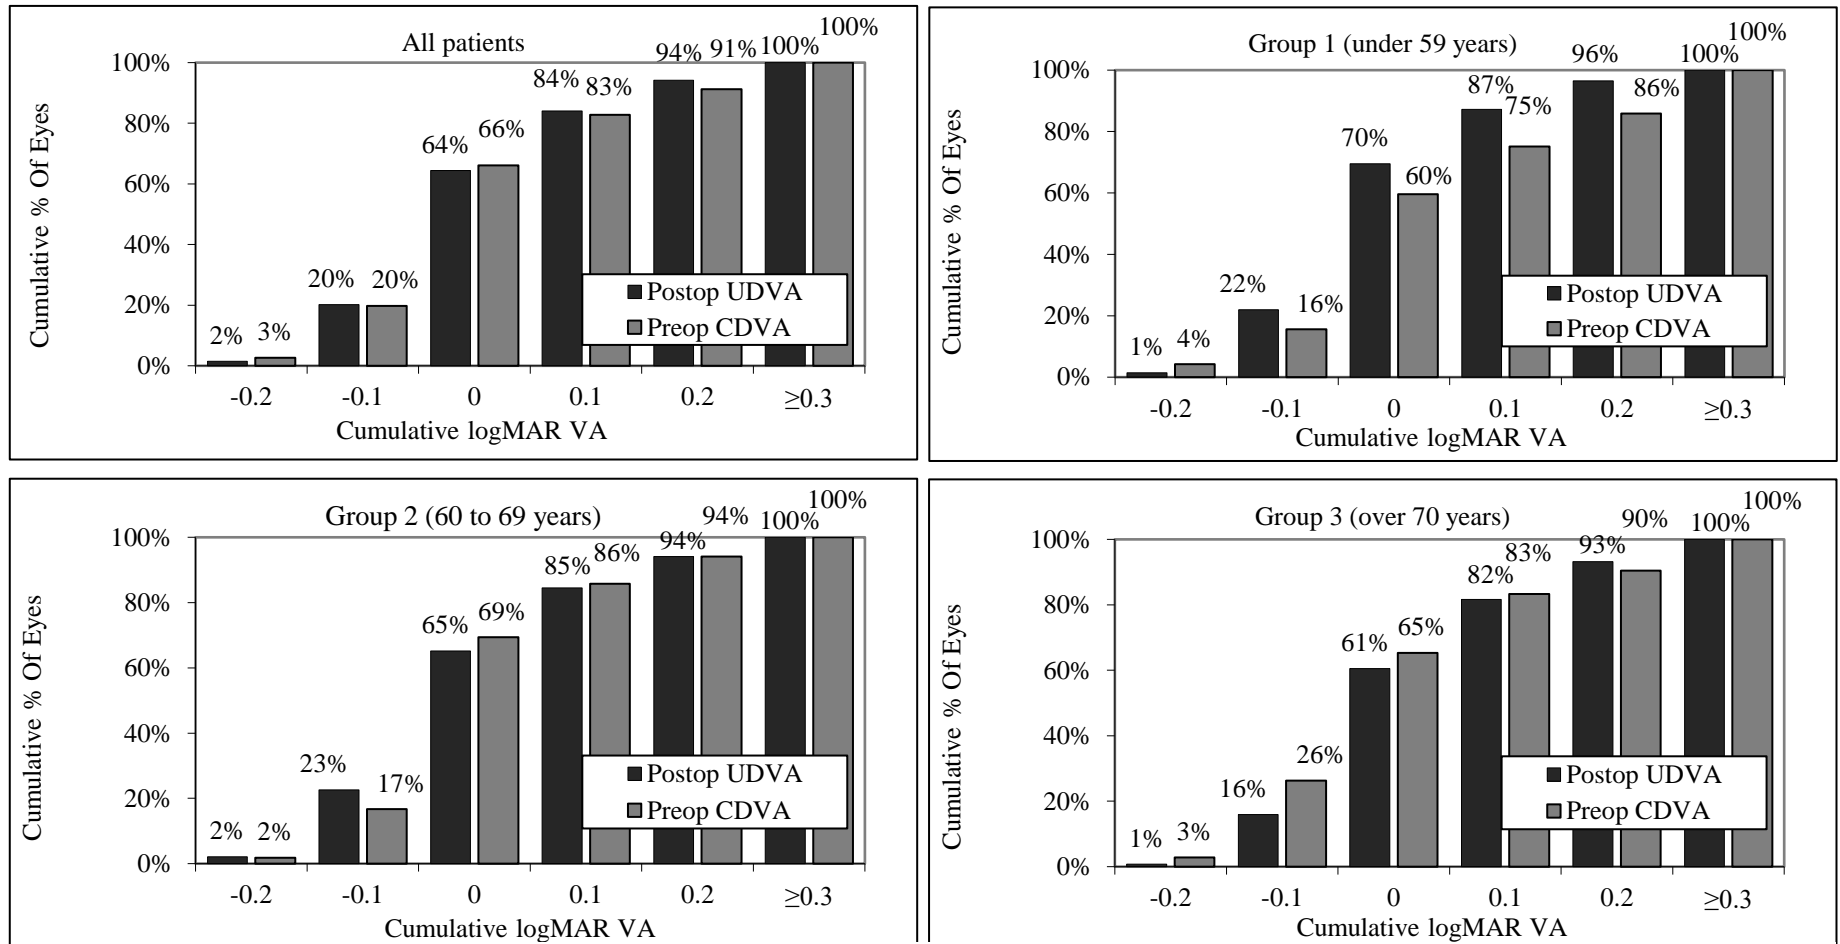 All patients
Cumulative % Of Eyes
100%
80%
60%
40%
20%
0%
2% 3% 20% 20% 64% 66% 84% 83% 94% 91% 100% 100%
Postop UDVA
Preop CDVA
-0.2 -0.1 0 0.1 0.2 ≥0.3
Cumulative logMAR VA
Group 1 (under 59 years)
Cumulative % Of Eyes
100%
80%
60%
40%
20%
0%
1% 4% 22% 16% 70% 60% 87% 75% 96% 86% 100% 100%
Postop UDVA
Preop CDVA
-0.2 -0.1 0 0.1 0.2 ≥0.3
Cumulative logMAR VA
Group 2 (60 to 69 years)
Cumulative % Of Eyes
100%
80%
60%
40%
20%
0%
2% 2% 23% 17% 65% 69% 85% 86% 94% 94% 100% 100%
Postop UDVA
Preop CDVA
-0.2 -0.1 0 0.1 0.2 ≥0.3
Cumulative logMAR VA
Group 3 (over 70 years)
Cumulative % Of Eyes
100%
80%
60%
40%
20%
0%
1% 3% 16% 26% 61% 65% 82% 83% 93% 90% 100% 100%
Postop UDVA
Preop CDVA
-0.2 -0.1 0 0.1 0.2 ≥0.3
Cumulative logMAR VA